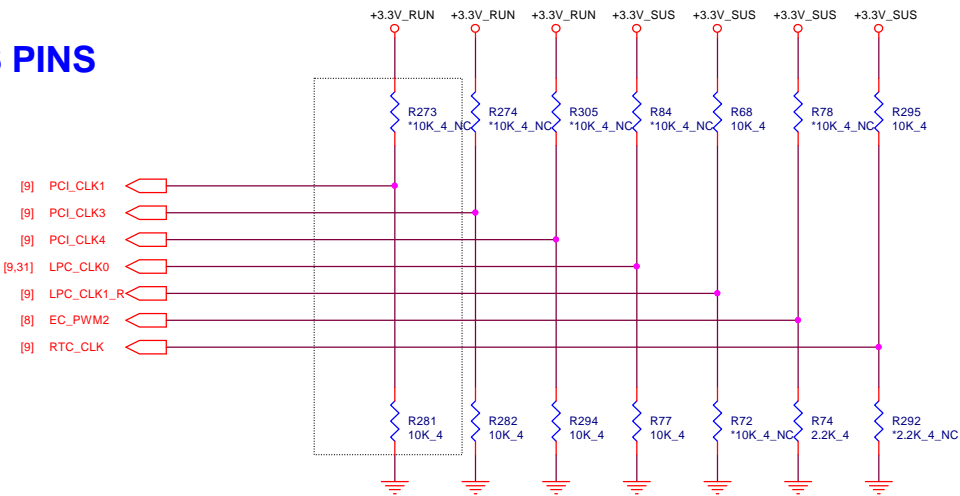 +3.3V_RUN +3.3V_RUN +3.3V_RUN +3.3V_SUS +3.3V_SUS +3.3V_SUS +3.3V_SUS
PINS
R273 R274 R305 R84 R68 R78 R295
*10K_4_NC *10K_4_NC *10K_4_NC *10K_4_NC 10K_4 *10K_4_NC 10K_4
[9] PCI_CLK1
[9] PCI_CLK3
[9] PCI_CLK4
[9,31] LPC_CLK0
[9] LPC_CLK1_R
[8] EC_PWM2
[9] RTC_CLK
R281 R282 R294 R77 R72 R74 R292
10K_4 10K_4 10K_4 10K_4 *10K_4_NC 2.2K_4 *2.2K_4_NC